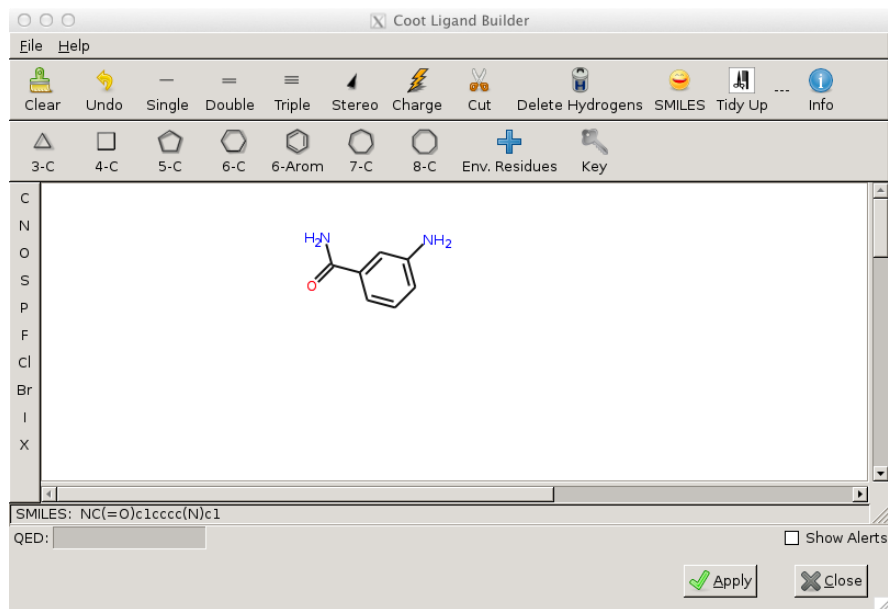 Coot Ligand Builder
File Help
Clear Undo Single Double Triple Stereo Charge Cut Delete Hydrogens SMILES Tidy Up ... Info
3-C 4-C 5-C 6-C 6-Arom 7-C 8-C Env. Residues Key
C
N
O
S
P
F
Cl
Br
I
X
H2N
NH2
O
SMILES: NC(=O)c1cccc(N)c1
QED:
Show Alerts
Apply Close